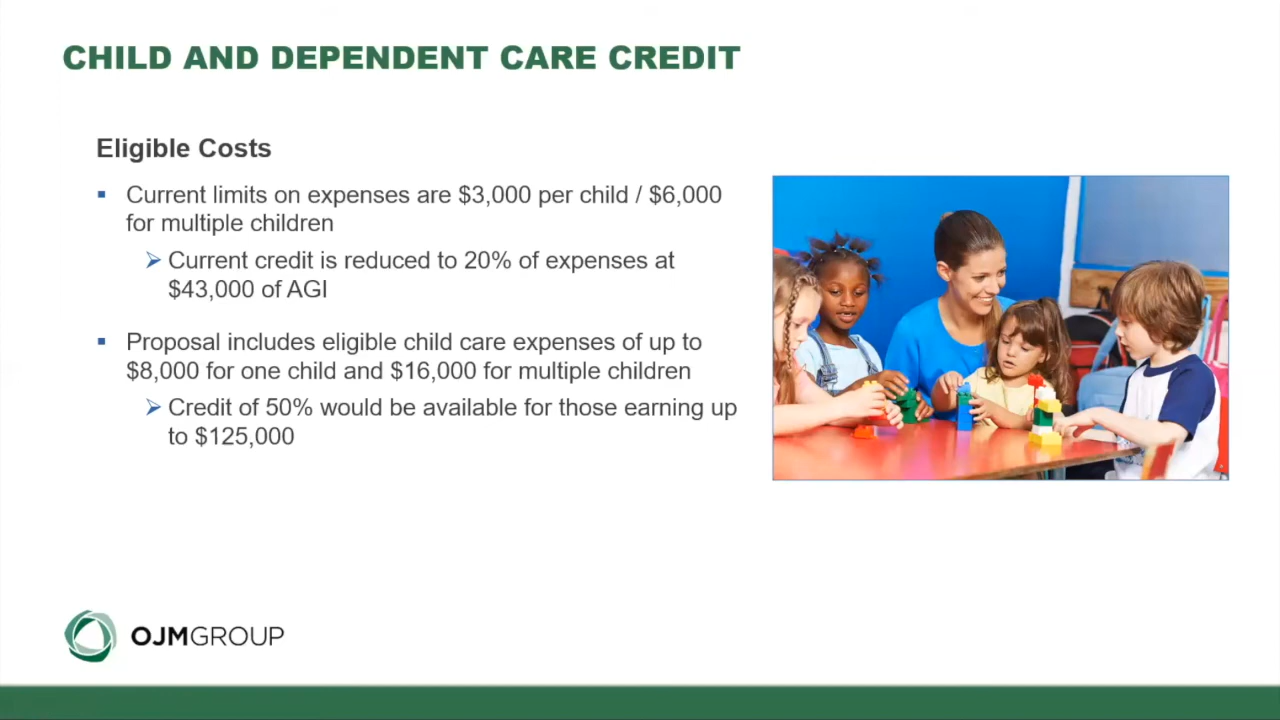 CHILD AND DEPENDENT CARE CREDIT
Eligible Costs
▪ Current limits on expenses are $3,000 per child / $6,000
for multiple children
➢ Current credit is reduced to 20% of expenses at
$43,000 of AGI
▪ Proposal includes eligible child care expenses of up to
$8,000 for one child and $16,000 for multiple children
➢ Credit of 50% would be available for those earning up
to $125,000
OJMGROUP